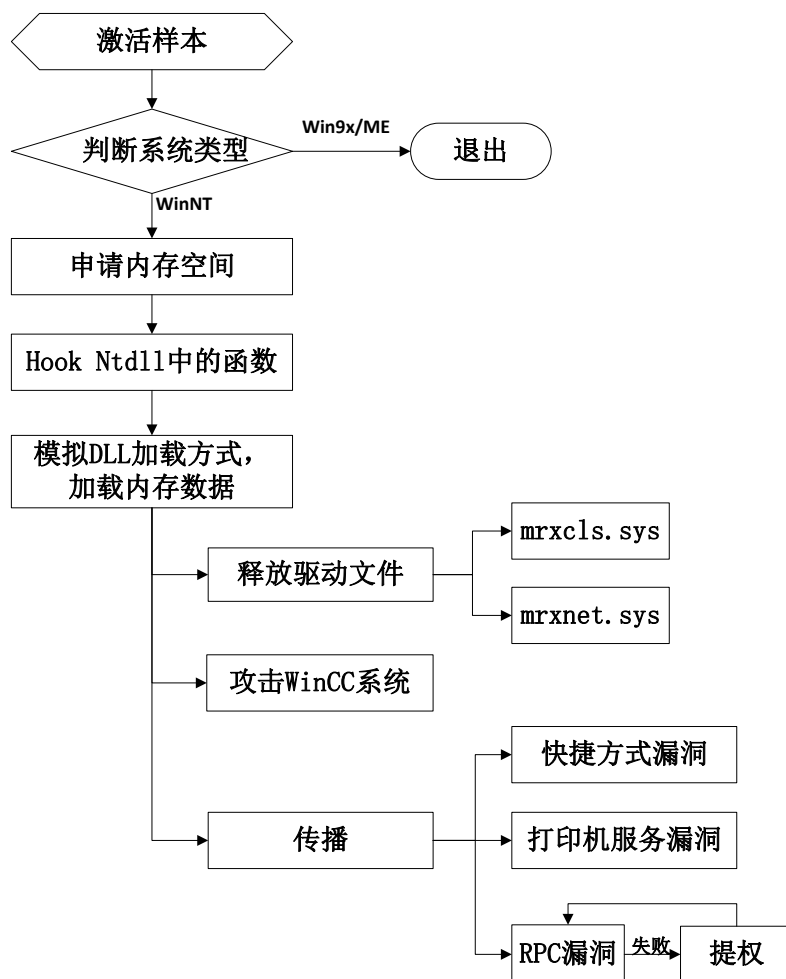 激活样本
判断系统类型
Win9x/ME
退出
WinNT
申请内存空间
Hook Ntdll中的函数
模拟DLL加载方式，
加载内存数据
释放驱动文件
mrxcls.sys
mrxnet.sys
攻击WinCC系统
传播
快捷方式漏洞
打印机服务漏洞
RPC漏洞
失败
提权